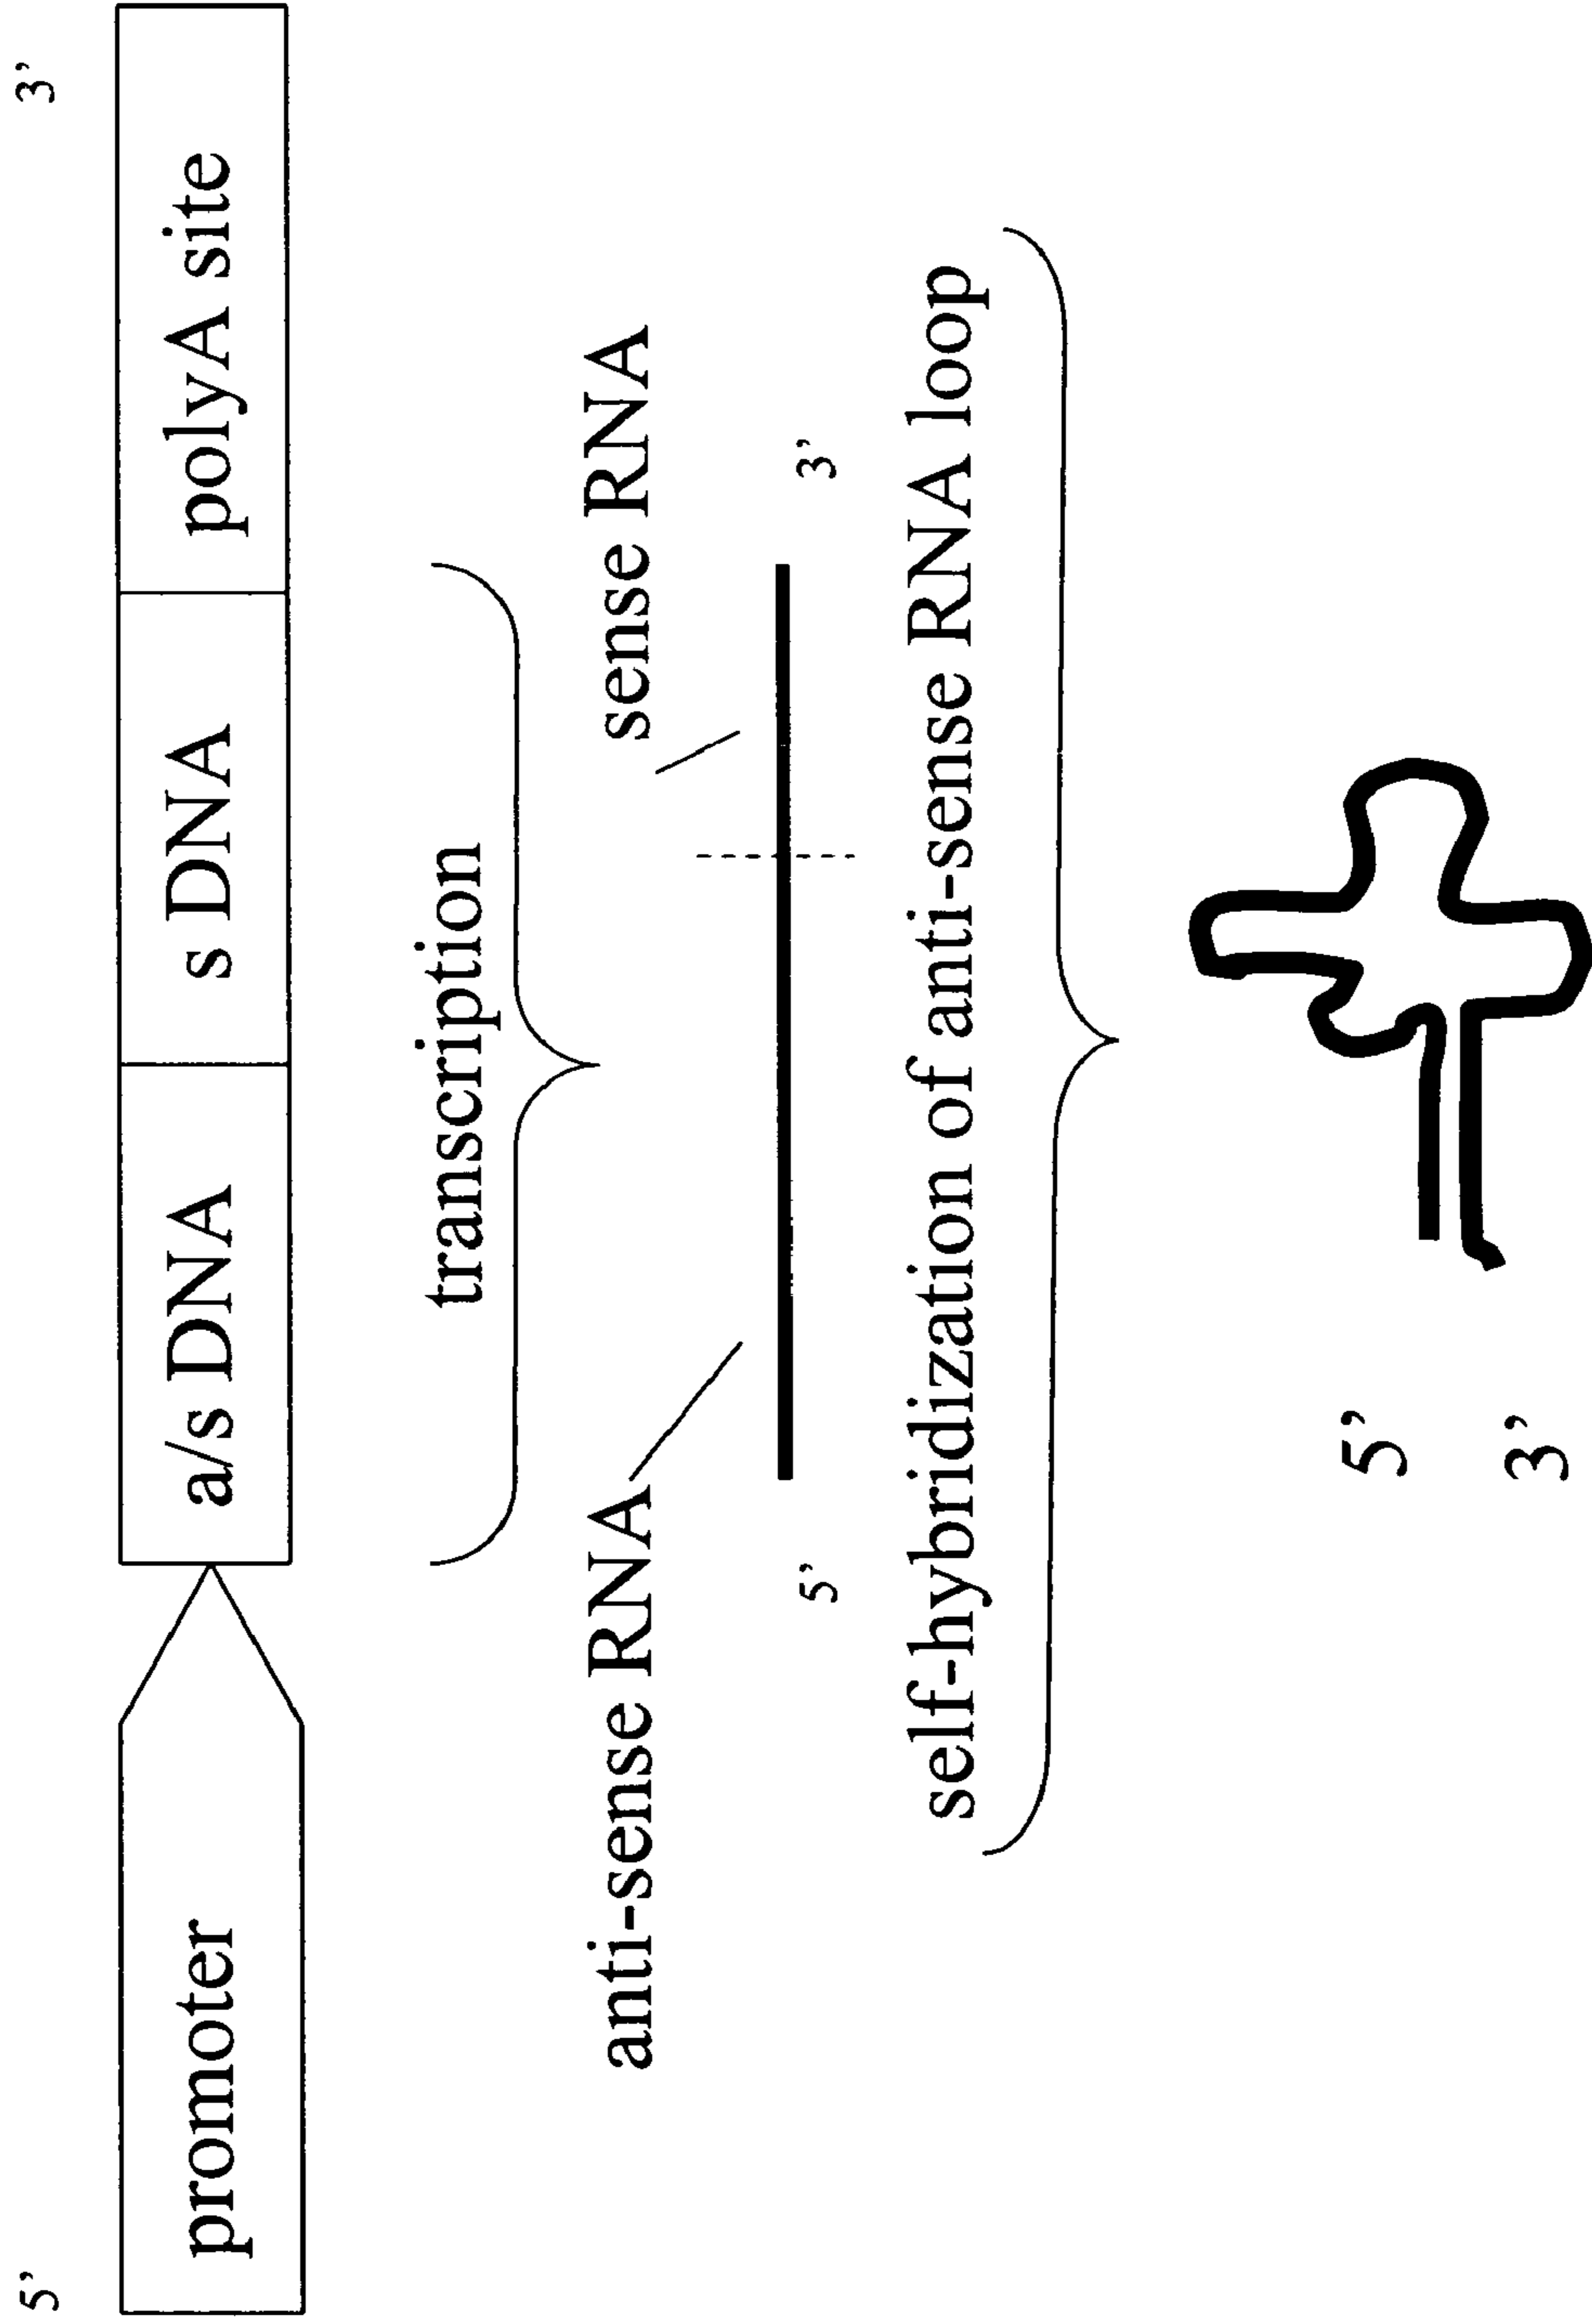 5' 3'
promoter a/s DNA s DNA polyA site
transcription
anti-sense RNA sense RNA
5' 3'
self-hybridization of anti-sense RNA loop
5'
3'